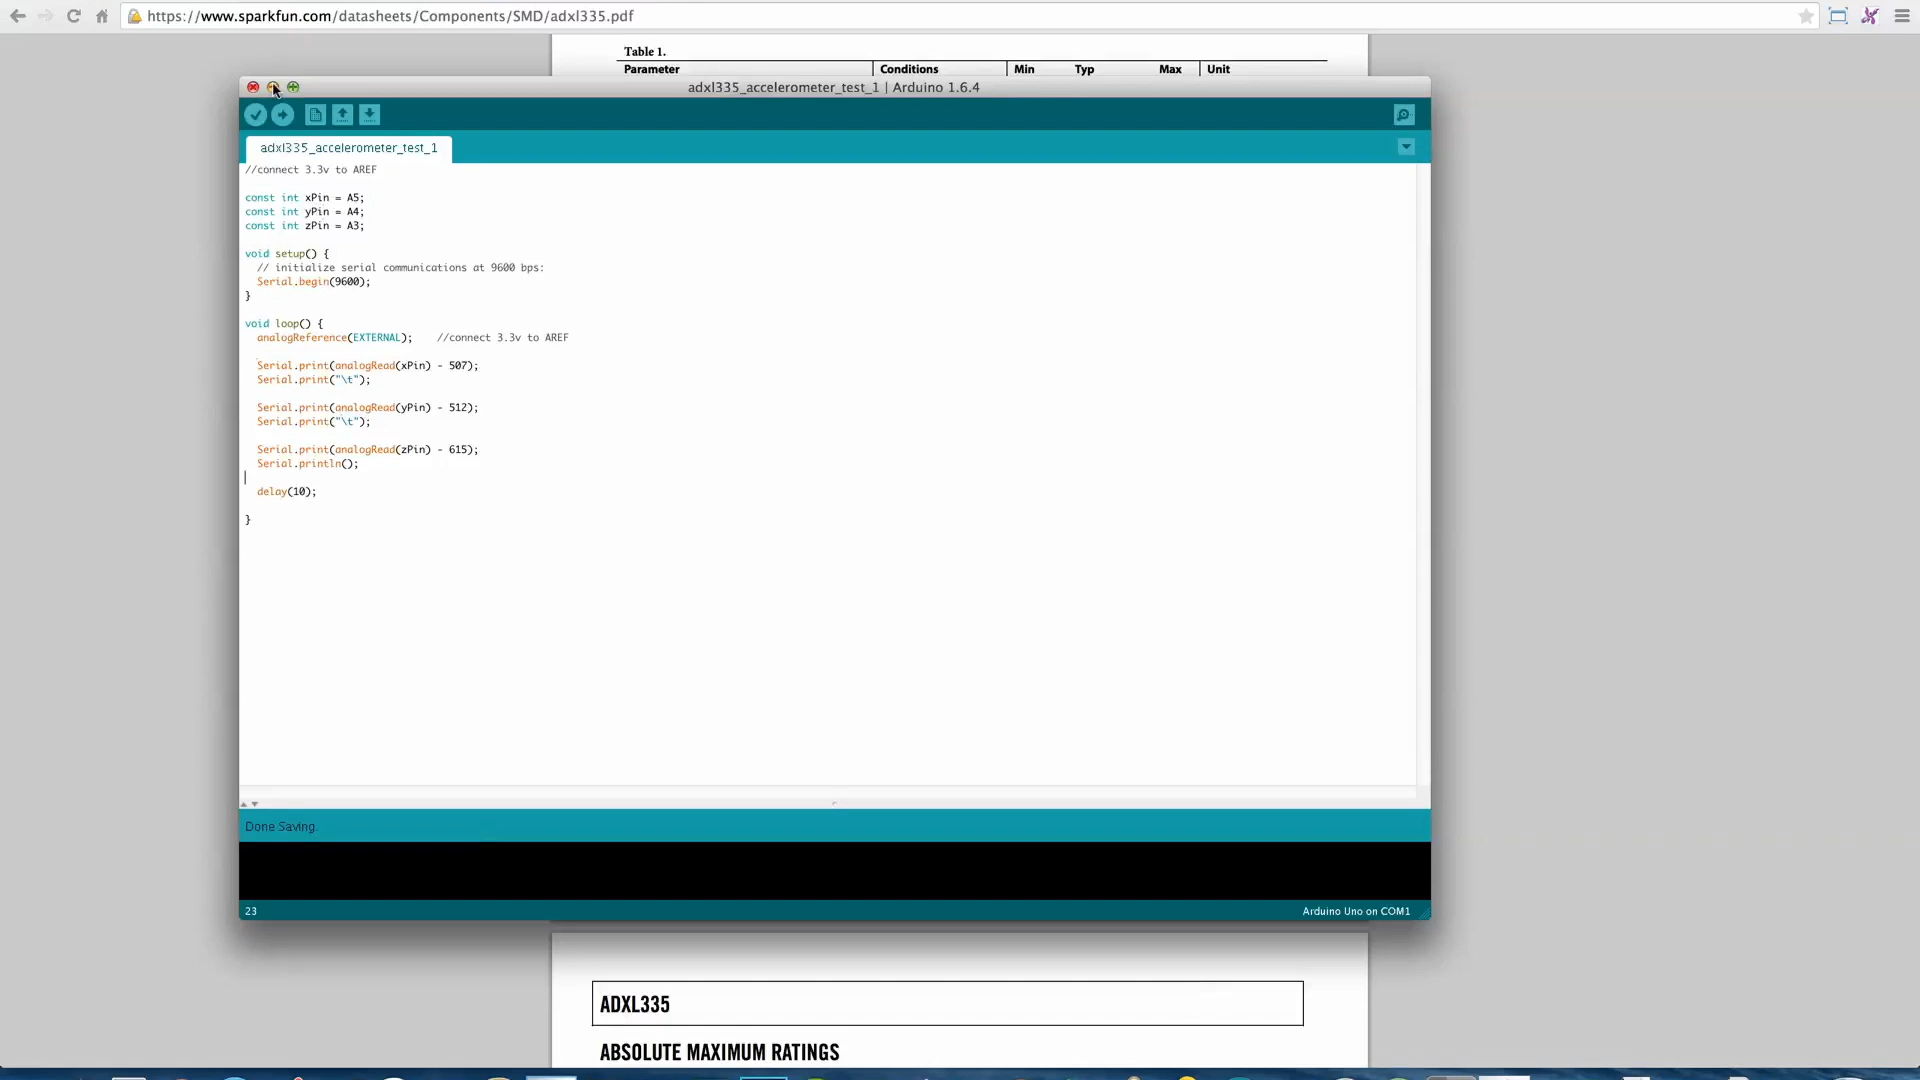 https://www.sparkfun.com/datasheets/Components/SMD/adxl335.pdf
Table 1.
Parameter Conditions Min Typ Max Unit
adxl335_accelerometer_test_1 | Arduino 1.6.4
adxl335_accelerometer_test_1
//connect 3.3v to AREF
const int xPin = A5;
const int yPin = A4;
const int zPin = A3;
void setup() {
// initialize serial communications at 9600 bps:
Serial.begin(9600);
}
void loop() {
analogReference(EXTERNAL);    //connect 3.3v to AREF
Serial.print(analogRead(xPin) - 507);
Serial.print("\t");
Serial.print(analogRead(yPin) - 512);
Serial.print("\t");
Serial.print(analogRead(zPin) - 615);
Serial.println();
delay(10);
}
Done Saving.
23
Arduino Uno on COM1
ADXL335
ABSOLUTE MAXIMUM RATINGS